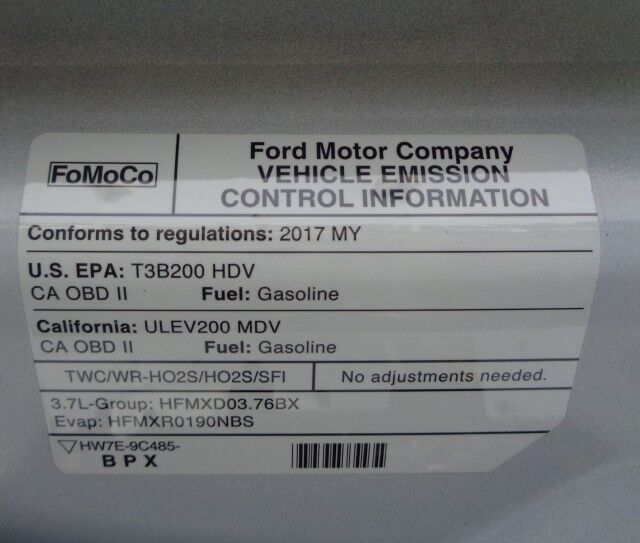 FoMoCo
Ford Motor Company
VEHICLE EMISSION
CONTROL INFORMATION
Conforms to regulations: 2017 MY
U.S. EPA: T3B200 HDV
CA OBD II Fuel: Gasoline
California: ULEV200 MDV
CA OBD II Fuel: Gasoline
TWC/WR-HO2S/HO2S/SFI No adjustments needed.
3.7L-Group: HFMXD03.76BX
Evap: HFMXR0190NBS
HW7E-9C485-
BPX